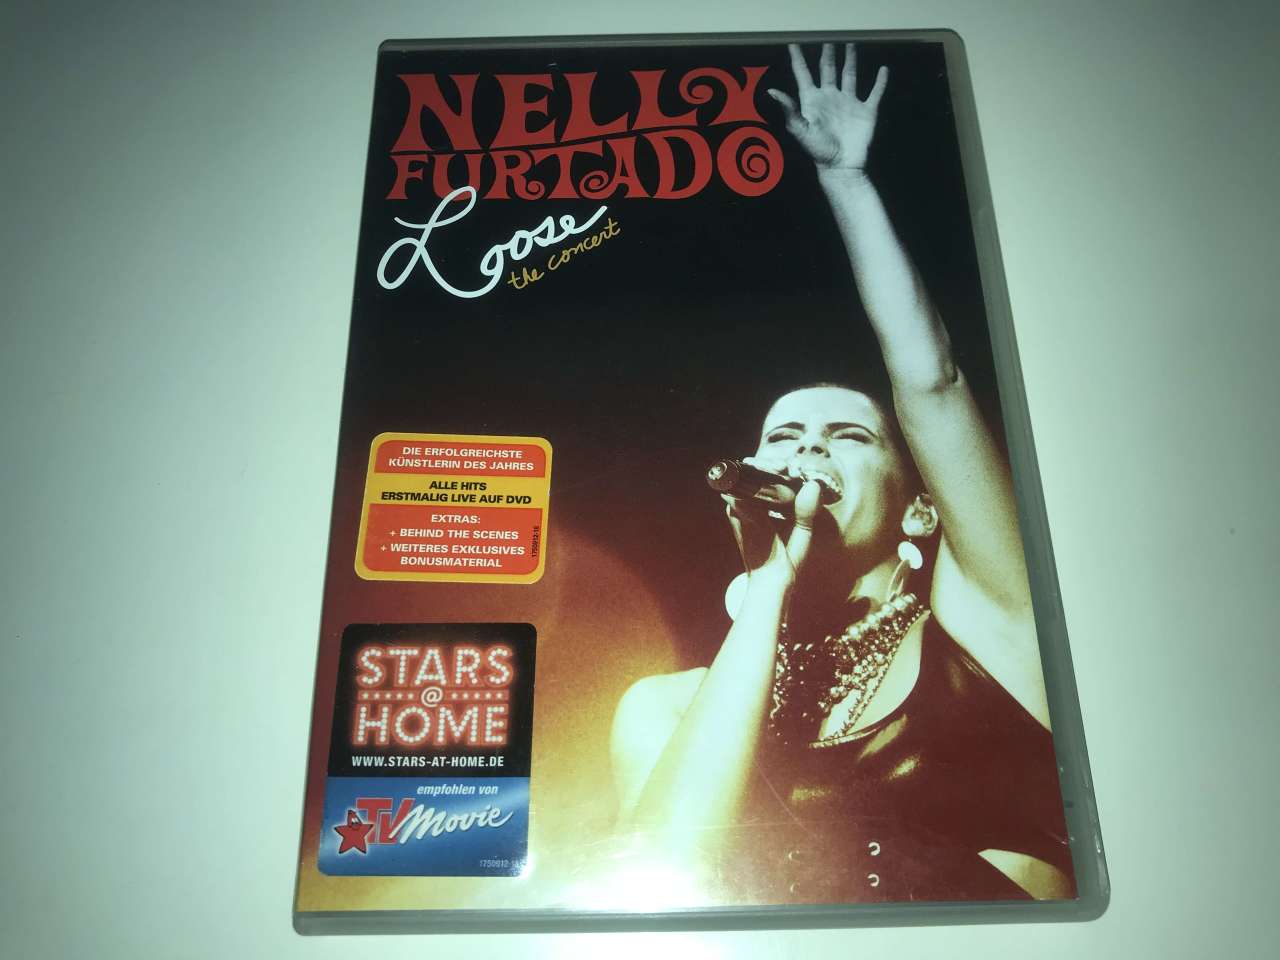 NELLY
FURTADO
Loose
the concert
DIE ERFOLGREICHSTE
KÜNSTLERIN DES JAHRES
ALLE HITS
ERSTMALIG LIVE AUF DVD
EXTRAS:
+ BEHIND THE SCENES
+ WEITERES EXKLUSIVES
BONUSMATERIAL
STARS
@
HOME
WWW.STARS-AT-HOME.DE
empfohlen von
TV Movie